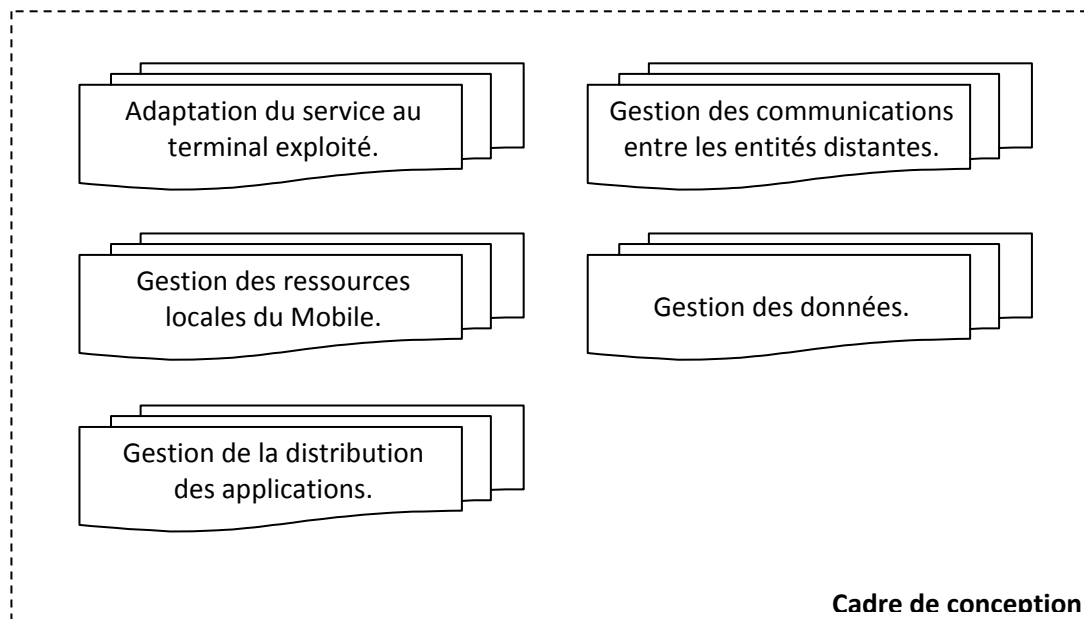 Adaptation du service au
terminal exploité.
Gestion des communications
entre les entités distantes.
Gestion des ressources
locales du Mobile.
Gestion des données.
Gestion de la distribution
des applications.
Cadre de conception